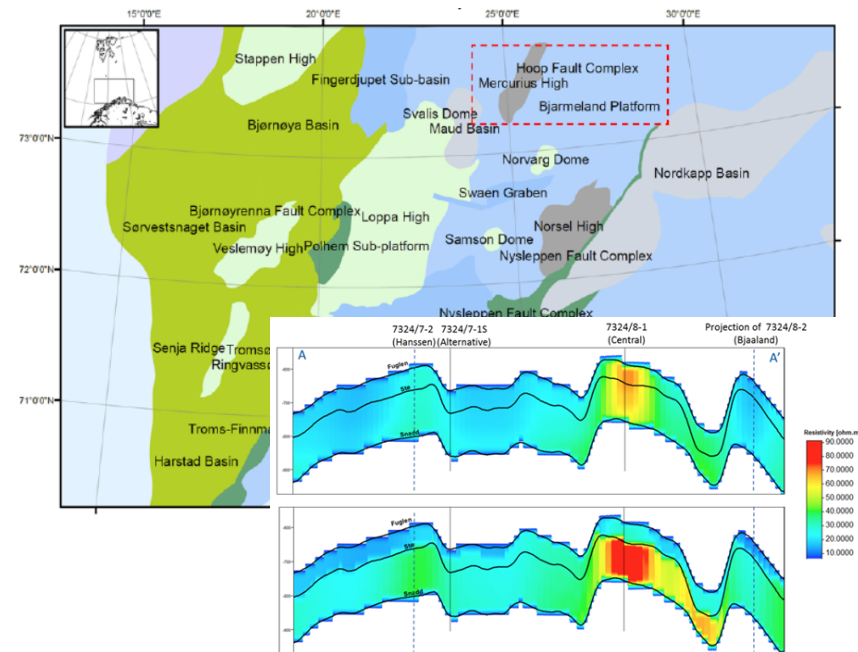 15°0'0"E
20°0'0"E
25°0'0"E
30°0'0"E
Stappen High
Fingerdjupet Sub-basin
Hoop Fault Complex
Mercurius High
Bjarmeland Platform
Svalis Dome
Maud Basin
Bjørnøya Basin
73°0'0"N
Norvarg Dome
Nordkapp Basin
Swaen Graben
Bjørnøyrenna Fault Complex
Loppa High
Sørvestsnaget Basin
Norsel High
Veslemøy High
Polhem Sub-platform
Samson Dome
Nysleppen Fault Complex
72°0'0"N
Nysleppen Fault Complex
Senja Ridge
Troms
Ringvass
71°0'0"N
Troms-Finnma
Harstad Basin
7324/7-2
(Hanssen)
7324/7-1S
(Alternative)
7324/8-1
(Central)
Projection of 7324/8-2
(Bjaaland)
A
A'
Fuglen
Stø
Snadd
Resistivity [ohm.m
90.0000
80.0000
70.0000
60.0000
50.0000
40.0000
30.0000
20.0000
10.0000
Fuglen
Stø
Snadd